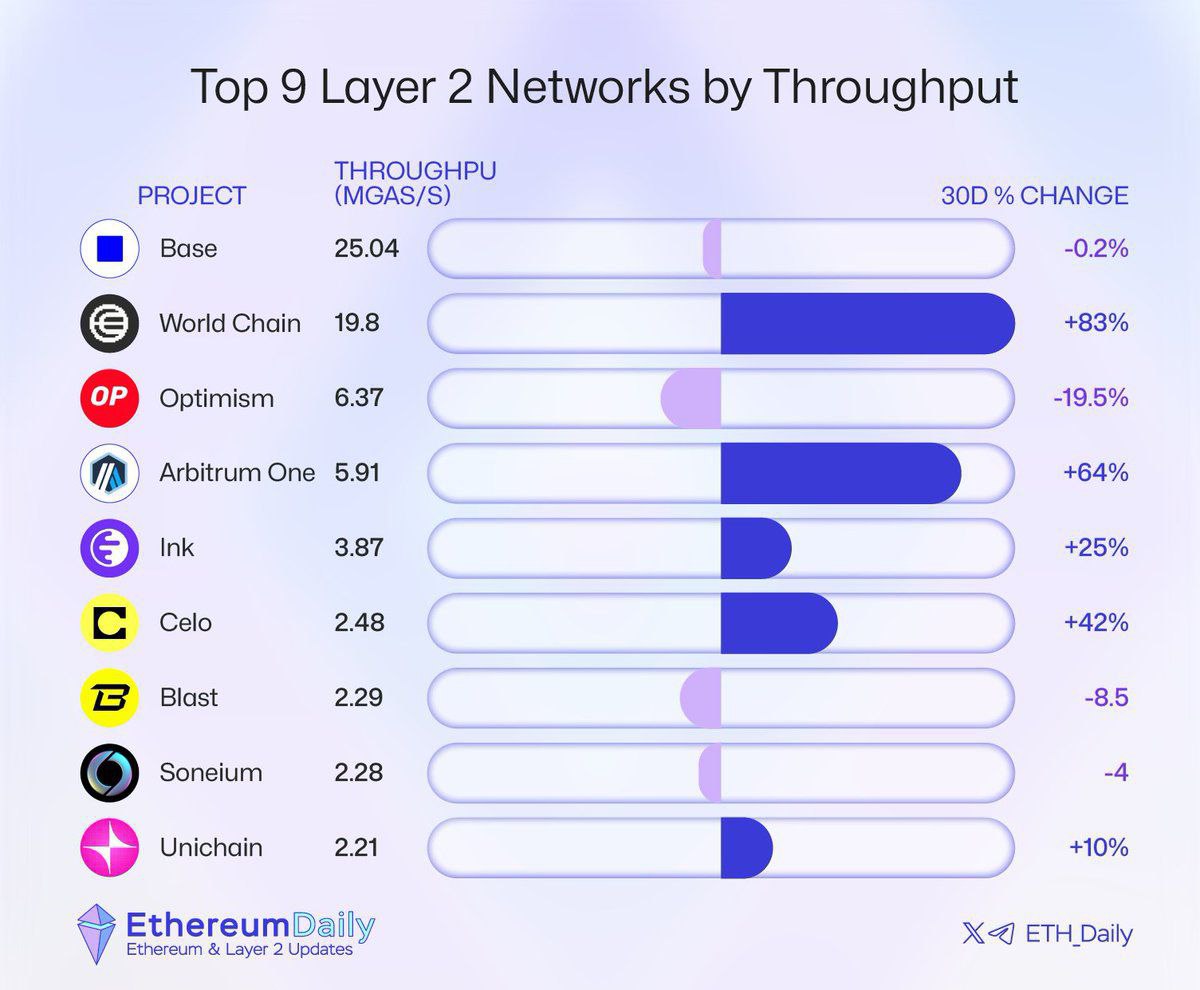 Top 9 Layer 2 Networks by Throughput
PROJECT
THROUGHPU
(MGAS/S)
30D % CHANGE
Base 25.04 -0.2%
World Chain 19.8 +83%
OP Optimism 6.37 -19.5%
Arbitrum One 5.91 +64%
Ink 3.87 +25%
Celo 2.48 +42%
Blast 2.29 -8.5
Soneium 2.28 -4
Unichain 2.21 +10%
EthereumDaily
Ethereum & Layer 2 Updates
ETH_Daily